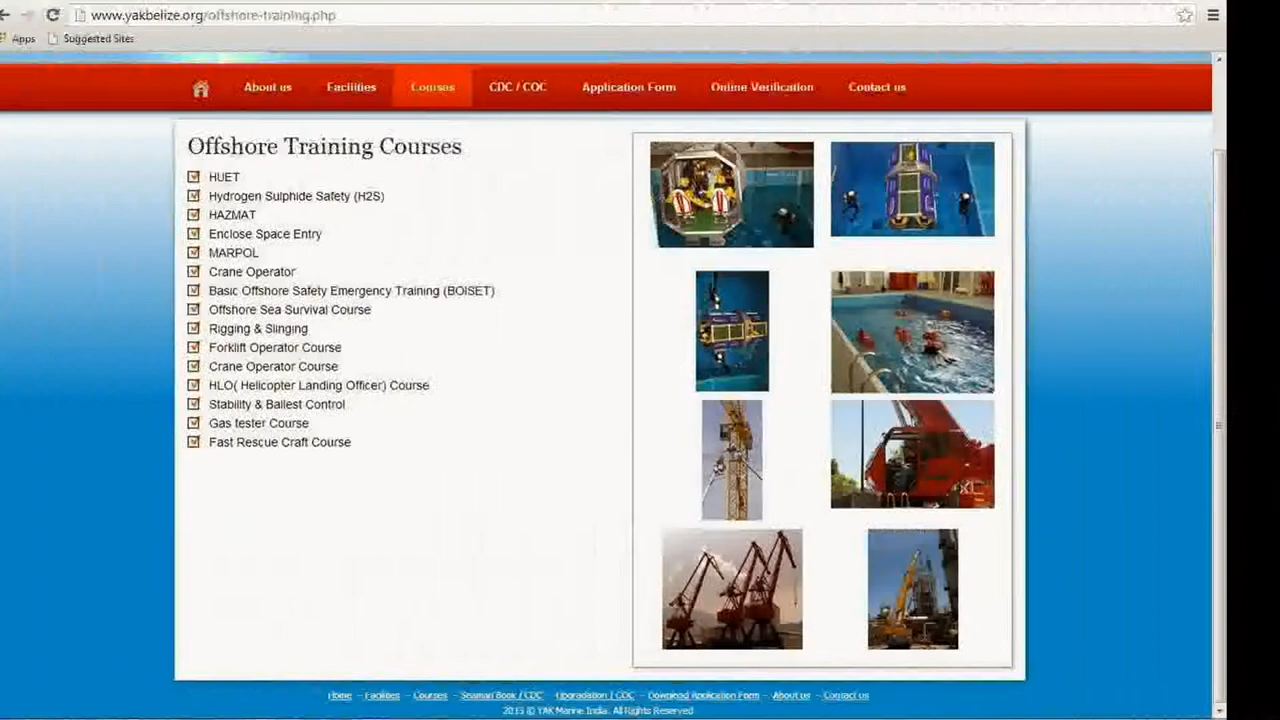 www.yakbelize.org/offshore-training.php
Apps Suggested Sites
About us Facilities Courses CDC / COC Application Form Online Verification Contact us
Offshore Training Courses
HUET
Hydrogen Sulphide Safety (H2S)
HAZMAT
Enclose Space Entry
MARPOL
Crane Operator
Basic Offshore Safety Emergency Training (BOISET)
Offshore Sea Survival Course
Rigging & Slinging
Forklift Operator Course
Crane Operator Course
HLO( Helicopter Landing Officer) Course
Stability & Ballest Control
Gas tester Course
Fast Rescue Craft Course
Home – Facilities – Courses – Seaman Book / CDC – Upgradation / CDC – Download Application Form – About us – Contact us
2013 © YAK Marine India. All Rights Reserved